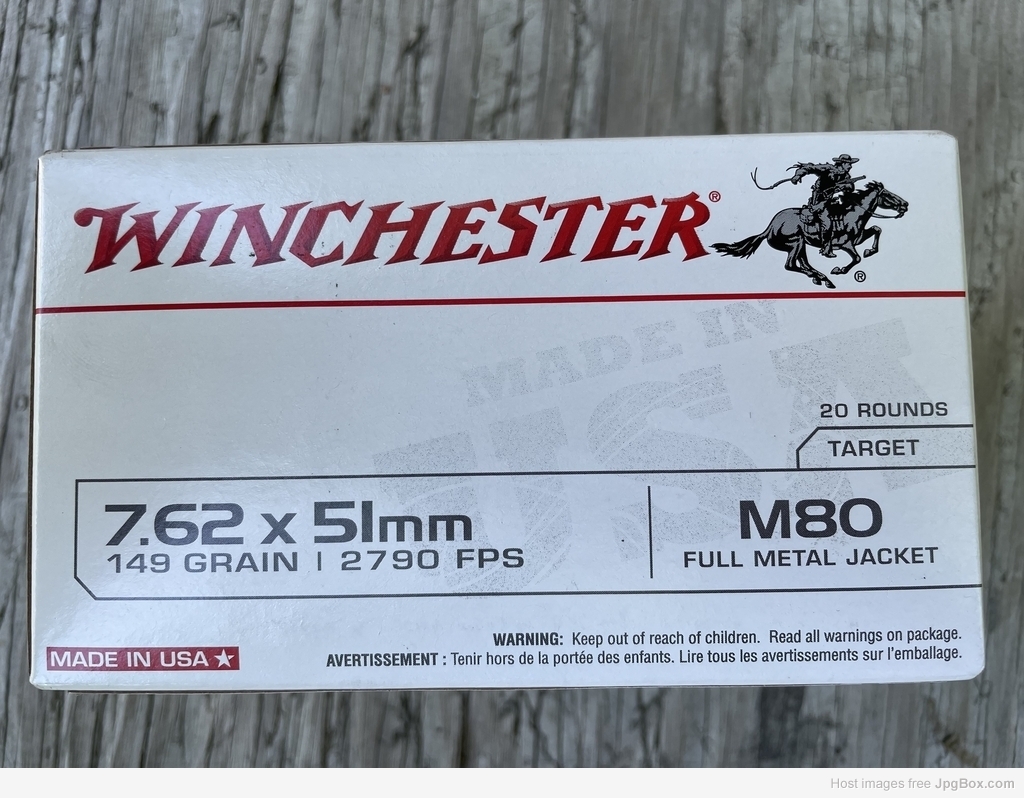 WINCHESTER®
®
MADE IN
USA
20 ROUNDS
TARGET
7.62 x 51mm
149 GRAIN | 2790 FPS
M80
FULL METAL JACKET
WARNING: Keep out of reach of children. Read all warnings on package.
AVERTISSEMENT : Tenir hors de la portée des enfants. Lire tous les avertissements sur l'emballage.
MADE IN USA ★
Host images free JpgBox.com